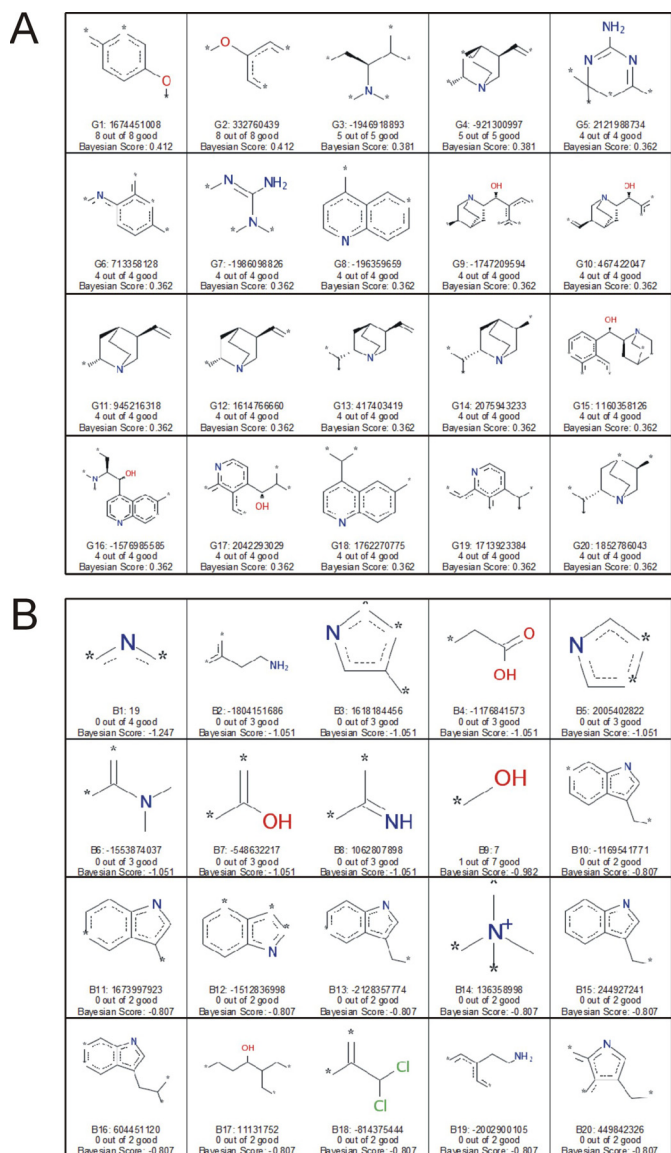 A
G1: 1674451008
8 out of 8 good
Bayesian Score: 0.412
G2: 332760439
8 out of 8 good
Bayesian Score: 0.412
G3: -1946918893
5 out of 5 good
Bayesian Score: 0.381
G4: -921300997
5 out of 5 good
Bayesian Score: 0.381
G5: 2121988734
4 out of 4 good
Bayesian Score: 0.362
G6: 713358128
4 out of 4 good
Bayesian Score: 0.362
G7: -1986098826
4 out of 4 good
Bayesian Score: 0.362
G8: -196359659
4 out of 4 good
Bayesian Score: 0.362
G9: -1747209594
4 out of 4 good
Bayesian Score: 0.362
G10: 467422047
4 out of 4 good
Bayesian Score: 0.362
G11: 945216318
4 out of 4 good
Bayesian Score: 0.362
G12: 1614766660
4 out of 4 good
Bayesian Score: 0.362
G13: 417403419
4 out of 4 good
Bayesian Score: 0.362
G14: 2075943233
4 out of 4 good
Bayesian Score: 0.362
G15: 1160358126
4 out of 4 good
Bayesian Score: 0.362
G16: -1576985585
4 out of 4 good
Bayesian Score: 0.362
G17: 2042293029
4 out of 4 good
Bayesian Score: 0.362
G18: 1762270775
4 out of 4 good
Bayesian Score: 0.362
G19: 1713923384
4 out of 4 good
Bayesian Score: 0.362
G20: 1852786043
4 out of 4 good
Bayesian Score: 0.362
B
B1: 19
0 out of 4 good
Bayesian Score: -1.247
B2: -1804151686
0 out of 3 good
Bayesian Score: -1.051
B3: 1618184456
0 out of 3 good
Bayesian Score: -1.051
B4: -1176841573
0 out of 3 good
Bayesian Score: -1.051
B5: 2005402822
0 out of 3 good
Bayesian Score: -1.051
B6: -1553874037
0 out of 3 good
Bayesian Score: -1.051
B7: -548632217
0 out of 3 good
Bayesian Score: -1.051
B8: 1062807898
0 out of 3 good
Bayesian Score: -1.051
B9: 7
1 out of 7 good
Bayesian Score: -0.982
B10: -1169541771
0 out of 2 good
Bayesian Score: -0.807
B11: 1673997923
0 out of 2 good
Bayesian Score: -0.807
B12: -1512836998
0 out of 2 good
Bayesian Score: -0.807
B13: -2128357774
0 out of 2 good
Bayesian Score: -0.807
B14: 136358998
0 out of 2 good
Bayesian Score: -0.807
B15: 244927241
0 out of 2 good
Bayesian Score: -0.807
B16: 604451120
0 out of 2 good
Bayesian Score: -0.807
B17: 11131752
0 out of 2 good
Bayesian Score: -0.807
B18: -814375444
0 out of 2 good
Bayesian Score: -0.807
B19: -2002900105
0 out of 2 good
Bayesian Score: -0.807
B20: 449842326
0 out of 2 good
Bayesian Score: -0.807